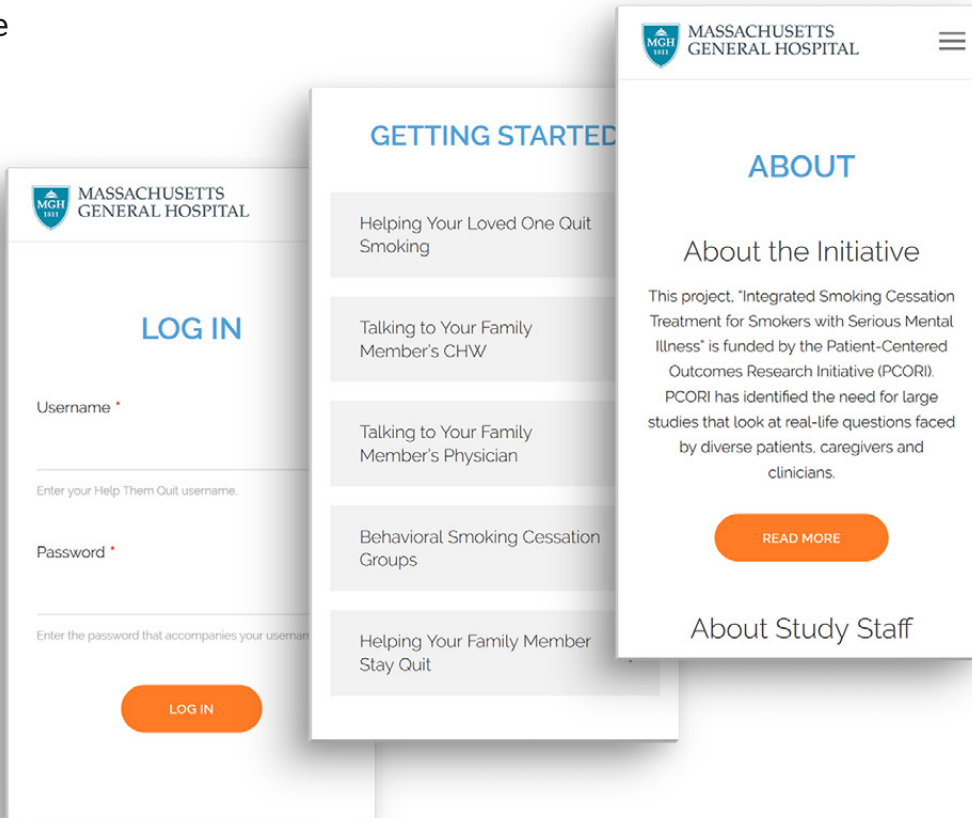 e
MASSACHUSETTS
GENERAL HOSPITAL
MGH
1811
LOG IN
Username *
Enter your Help Them Quit username.
Password *
Enter the password that accompanies your usernam
LOG IN
GETTING STARTED
Helping Your Loved One Quit
Smoking
Talking to Your Family
Member's CHW
Talking to Your Family
Member's Physician
Behavioral Smoking Cessation
Groups
Helping Your Family Member
Stay Quit
MGH
1811
MASSACHUSETTS
GENERAL HOSPITAL
ABOUT
About the Initiative
This project, "Integrated Smoking Cessation
Treatment for Smokers with Serious Mental
Illness" is funded by the Patient-Centered
Outcomes Research Initiative (PCORI).
PCORI has identified the need for large
studies that look at real-life questions faced
by diverse patients, caregivers and
clinicians.
READ MORE
About Study Staff